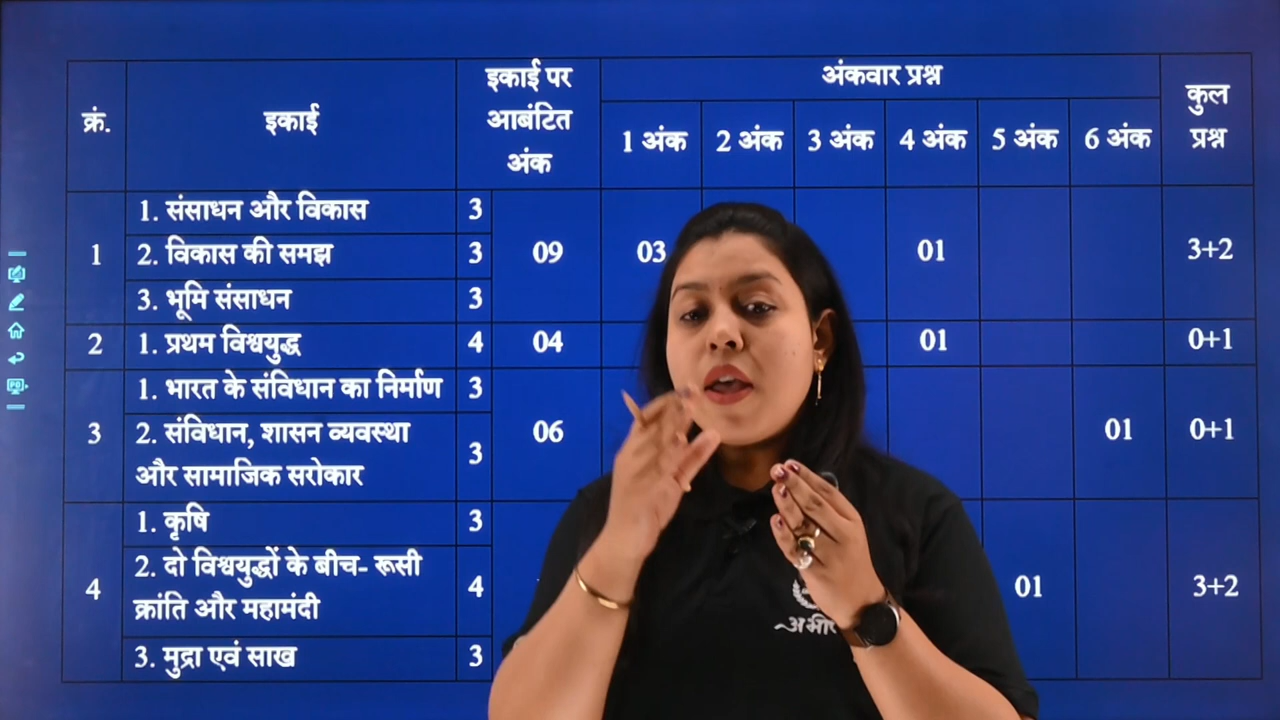 क्रं.
इकाई
इकाई पर
आबंटित
अंक
अंकवार प्रश्न
1 अंक
2 अंक
3 अंक
4 अंक
5 अंक
6 अंक
कुल
प्रश्न
1
1. संसाधन और विकास
3
2. विकास की समझ
3
3. भूमि संसाधन
3
09
03
01
3+2
2
1. प्रथम विश्वयुद्ध
4
04
01
0+1
3
1. भारत के संविधान का निर्माण
3
2. संविधान, शासन व्यवस्था
और सामाजिक सरोकार
3
06
01
0+1
4
1. कृषि
3
2. दो विश्वयुद्धों के बीच- रूसी
क्रांति और महामंदी
4
3. मुद्रा एवं साख
3
01
3+2